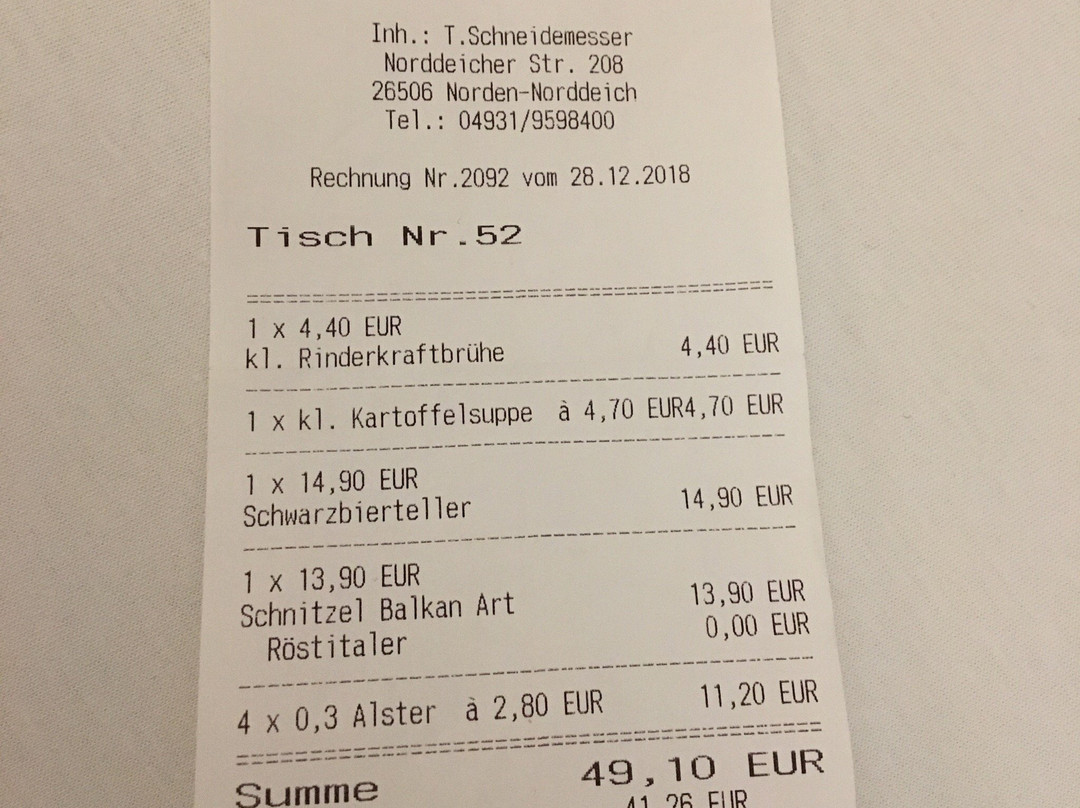 Inh.: T.Schneidemesser
Norddeicher Str. 208
26506 Norden-Norddeich
Tel.: 04931/9598400
Rechnung Nr.2092 vom 28.12.2018
Tisch Nr.52
1 x 4,40 EUR
kl. Rinderkraftbrühe 4,40 EUR
1 x kl. Kartoffelsuppe à 4,70 EUR4,70 EUR
1 x 14,90 EUR
Schwarzbierteller 14,90 EUR
1 x 13,90 EUR
Schnitzel Balkan Art 13,90 EUR
Röstitaler 0,00 EUR
4 x 0,3 Alster à 2,80 EUR 11,20 EUR
Summe 49,10 EUR
41,26 EUR